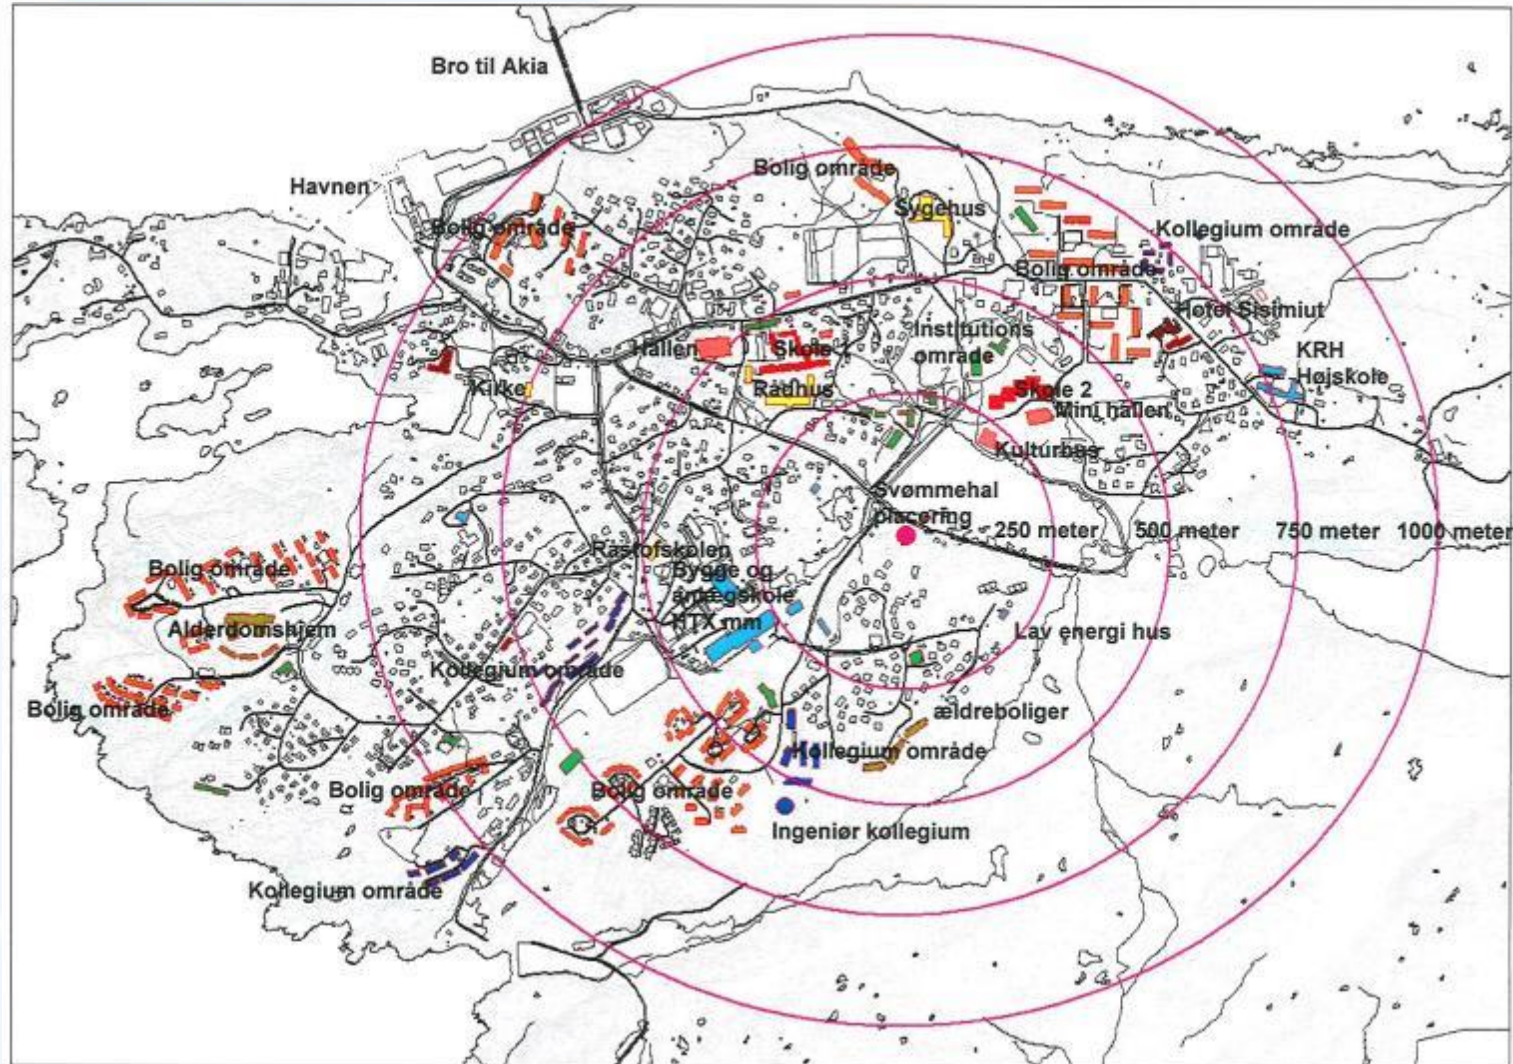 Bro til Akia
Havnen
Bolig område
Sygehus
Bolig område
Kollegium område
Bolig område
Hotel Sisimiut
Institutions
område
Hallen
Skole
KRH
Højskole
Kirke
Rådhus
Skole 2
Mini hallen
Kulturhus
Svømmehal
placering
250 meter
500 meter
750 meter
1000 meter
Råstofskolen
Bygge og
anlægskole
HTX mm
Bolig område
Alderdomshjem
Lav energi hus
Kollegium område
Bolig område
ældreboliger
Kollegium område
Bolig område
Bolig område
Ingeniør kollegium
Kollegium område